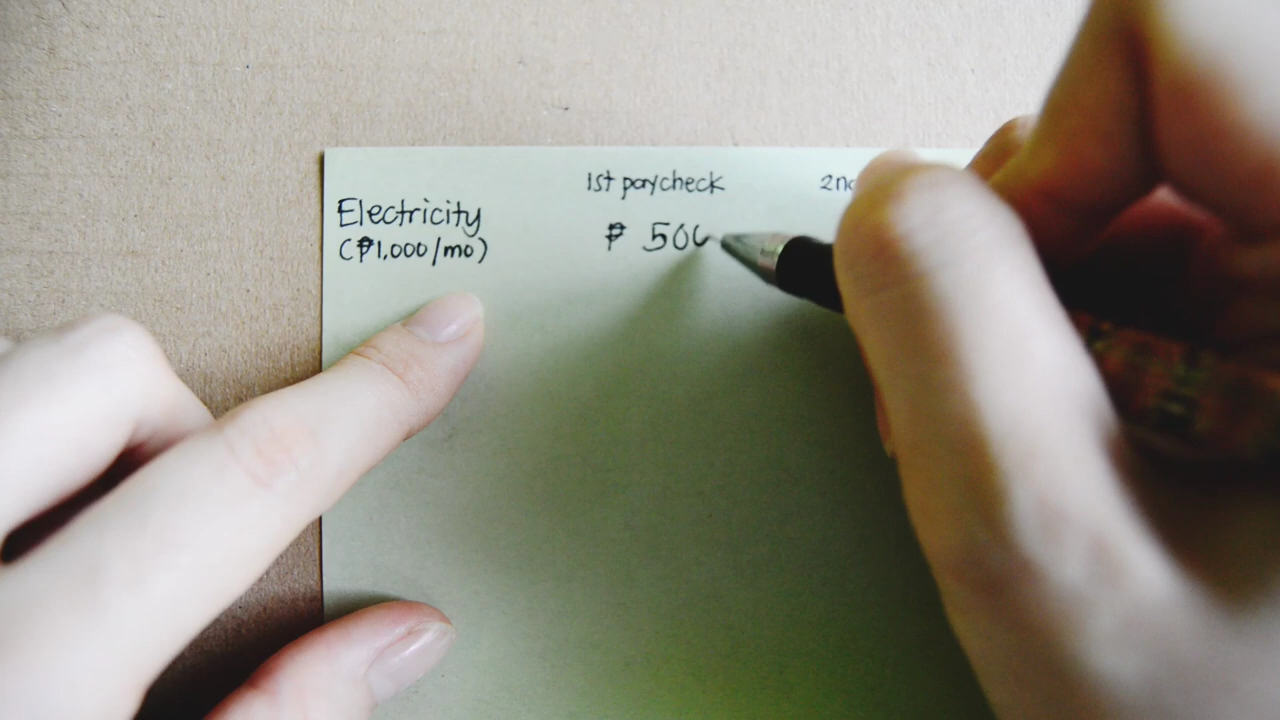 1st paycheck
Electricity
(₱1,000/mo)
₱ 50